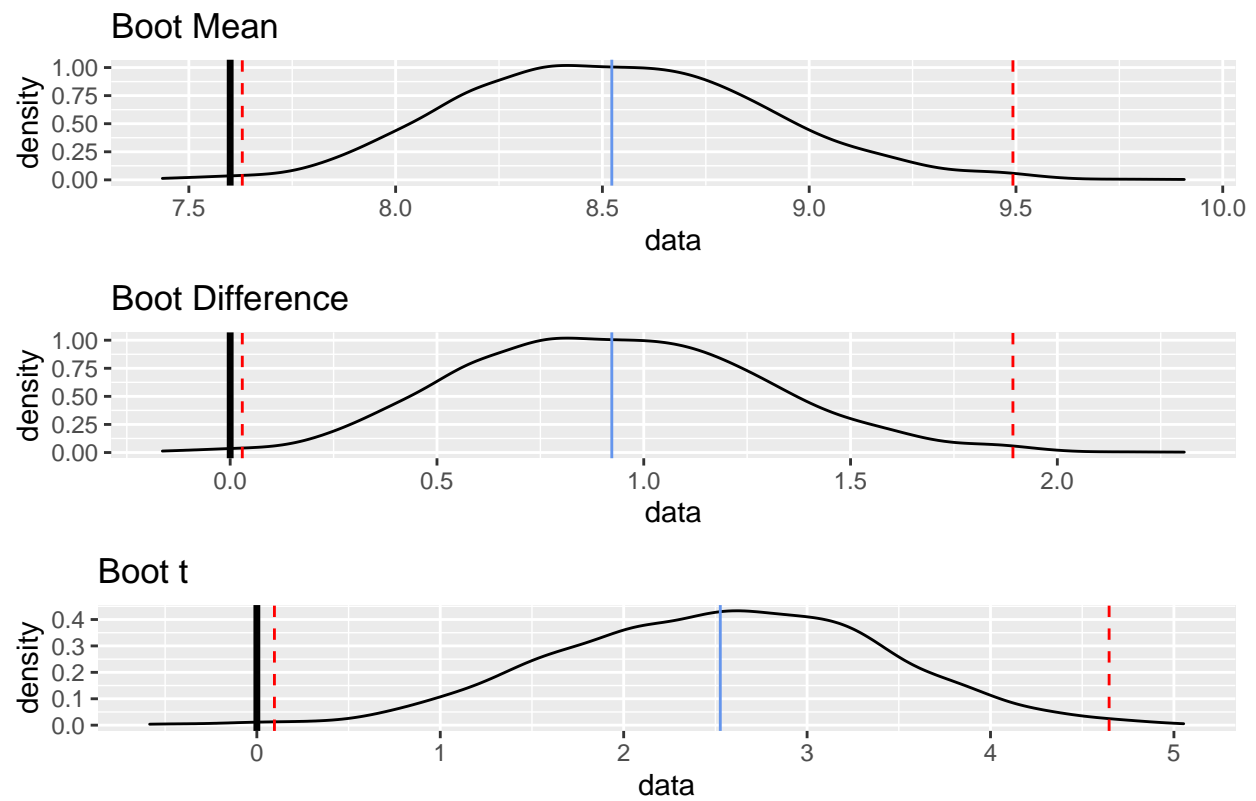 Boot Mean
1.00
0.75
0.50
0.25
0.00
density
7.5 8.0 8.5 9.0 9.5 10.0
data
Boot Difference
1.00
0.75
0.50
0.25
0.00
density
0.0 0.5 1.0 1.5 2.0
data
Boot t
0.4
0.3
0.2
0.1
0.0
density
0 1 2 3 4 5
data